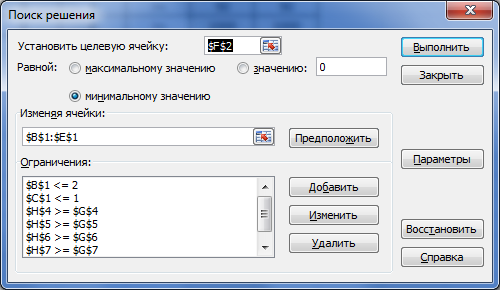 Поиск решения
Установить целевую ячейку: $F$2 Выполнить
Равной: максимальному значению значению: 0 Закрыть
минимальному значению
Изменяя ячейки:
$B$1:$E$1 Предположить
Ограничения: Параметры
$B$1 <= 2 Добавить
$C$1 <= 1
$H$4 >= $G$4 Изменить
$H$5 >= $G$5 Восстановить
$H$6 >= $G$6 Удалить
$H$7 >= $G$7 Справка